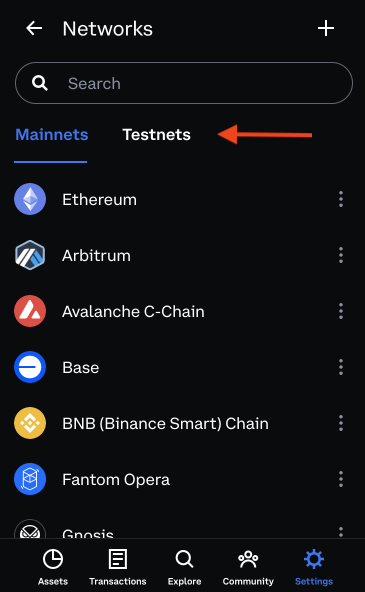 Networks
Search
Mainnets Testnets
Ethereum
Arbitrum
Avalanche C-Chain
Base
BNB (Binance Smart) Chain
Fantom Opera
Gnosis
Assets Transactions Explore Community Settings